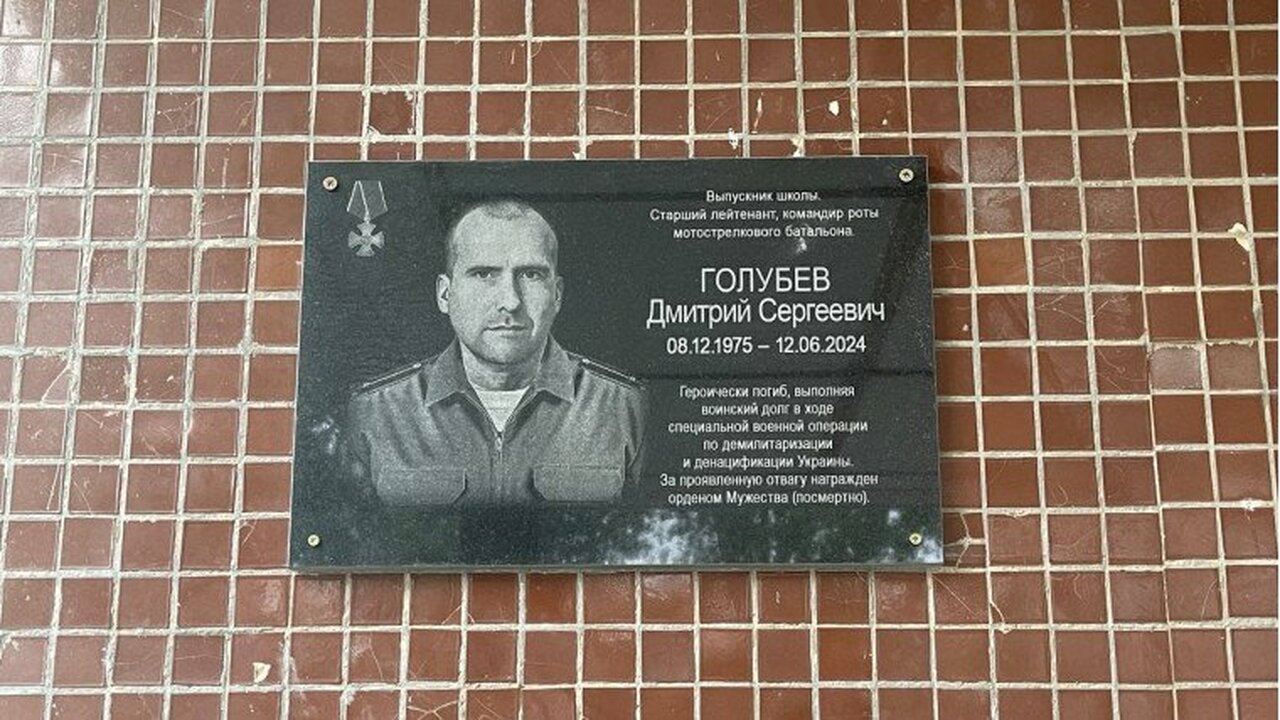 Выпускник школы.
Старший лейтенант, командир роты
мотострелкового батальона.
ГОЛУБЕВ
Дмитрий Сергеевич
08.12.1975 – 12.06.2024
Героически погиб, выполняя
воинский долг в ходе
специальной военной операции
по демилитаризации
и денацификации Украины.
За проявленную отвагу награжден
орденом Мужества (посмертно).